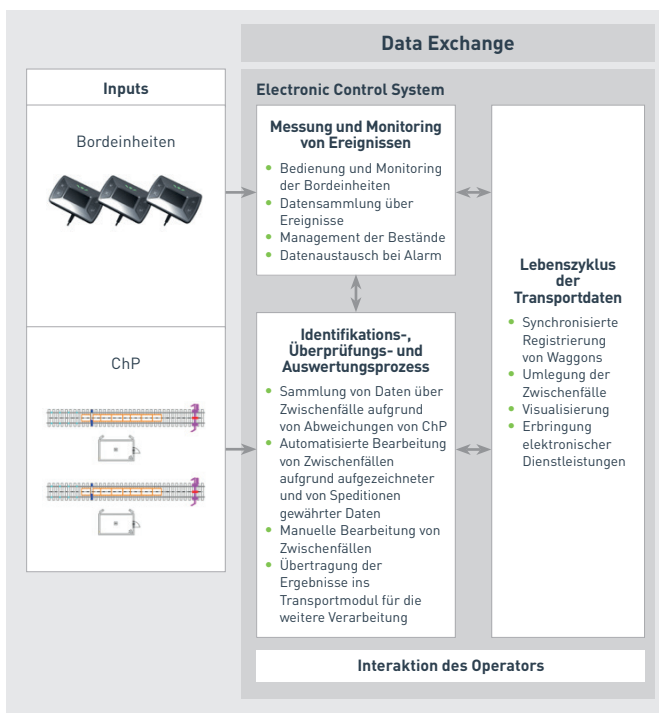 Data Exchange
Inputs
Bordeinheiten
ChP
Electronic Control System
Messung und Monitoring
von Ereignissen
• Bedienung und Monitoring
der Bordeinheiten
• Datensammlung über
Ereignisse
• Management der Bestände
• Datenaustausch bei Alarm
Identifikations-,
Überprüfungs- und
Auswertungsprozess
• Sammlung von Daten über
Zwischenfälle aufgrund
von Abweichungen von ChP
• Automatisierte Bearbeitung
von Zwischenfällen
aufgrund aufgezeichneter
und von Speditionen
gewährter Daten
• Manuelle Bearbeitung von
Zwischenfällen
• Übertragung der
Ergebnisse ins
Transportmodul für die
weitere Verarbeitung
Lebenszyklus
der
Transportdaten
• Synchronisierte
Registrierung
von Waggons
• Umlegung der
Zwischenfälle
• Visualisierung
• Erbringung
elektronischer
Dienstleistungen
Interaktion des Operators